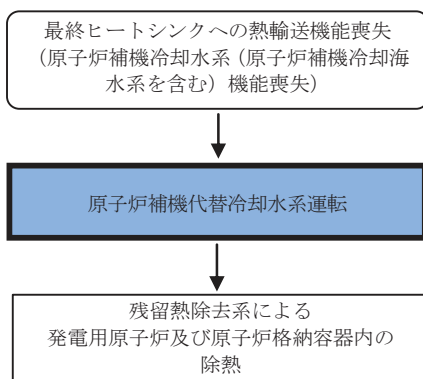 最終ヒートシンクへの熱輸送機能喪失
（原子炉補機冷却水系（原子炉補機冷却海
水系を含む）機能喪失）
原子炉補機代替冷却水系運転
残留熱除去系による
発電用原子炉及び原子炉格納容器内の
除熱